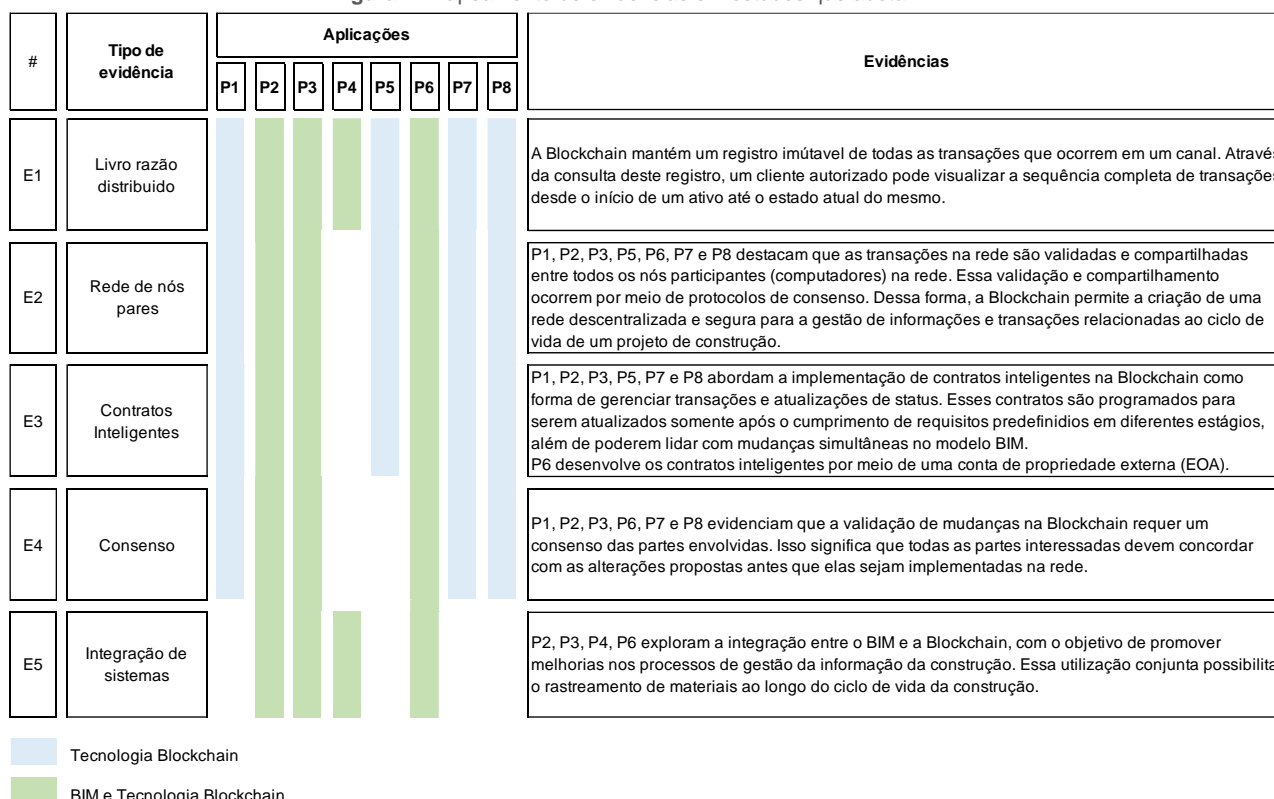 #
Tipo de
evidência
Aplicações
P1 P2 P3 P4 P5 P6 P7 P8
Evidências
E1
Livro razão
distribuido
A Blockchain mantém um registro imútavel de todas as transações que ocorrem em um canal. Através
da consulta deste registro, um cliente autorizado pode visualizar a sequência completa de transações
desde o início de um ativo até o estado atual do mesmo.
E2
Rede de nós
pares
P1, P2, P3, P5, P6, P7 e P8 destacam que as transações na rede são validadas e compartilhadas
entre todos os nós participantes (computadores) na rede. Essa validação e compartilhamento
ocorrem por meio de protocolos de consenso. Dessa forma, a Blockchain permite a criação de uma
rede descentralizada e segura para a gestão de informações e transações relacionadas ao ciclo de
vida de um projeto de construção.
E3
Contratos
Inteligentes
P1, P2, P3, P5, P7 e P8 abordam a implementação de contratos inteligentes na Blockchain como
forma de gerenciar transações e atualizações de status. Esses contratos são programados para
serem atualizados somente após o cumprimento de requisitos predefinidios em diferentes estágios,
além de poderem lidar com mudanças simultâneas no modelo BIM.
P6 desenvolve os contratos inteligentes por meio de uma conta de propriedade externa (EOA).
E4
Consenso
P1, P2, P3, P6, P7 e P8 evidenciam que a validação de mudanças na Blockchain requer um
consenso das partes envolvidas. Isso significa que todas as partes interessadas devem concordar
com as alterações propostas antes que elas sejam implementadas na rede.
E5
Integração de
sistemas
P2, P3, P4, P6 exploram a integração entre o BIM e a Blockchain, com o objetivo de promover
melhorias nos processos de gestão da informação da construção. Essa utilização conjunta possibilita
o rastreamento de materiais ao longo do ciclo de vida da construção.
Tecnologia Blockchain
BIM e Tecnologia Blockchain